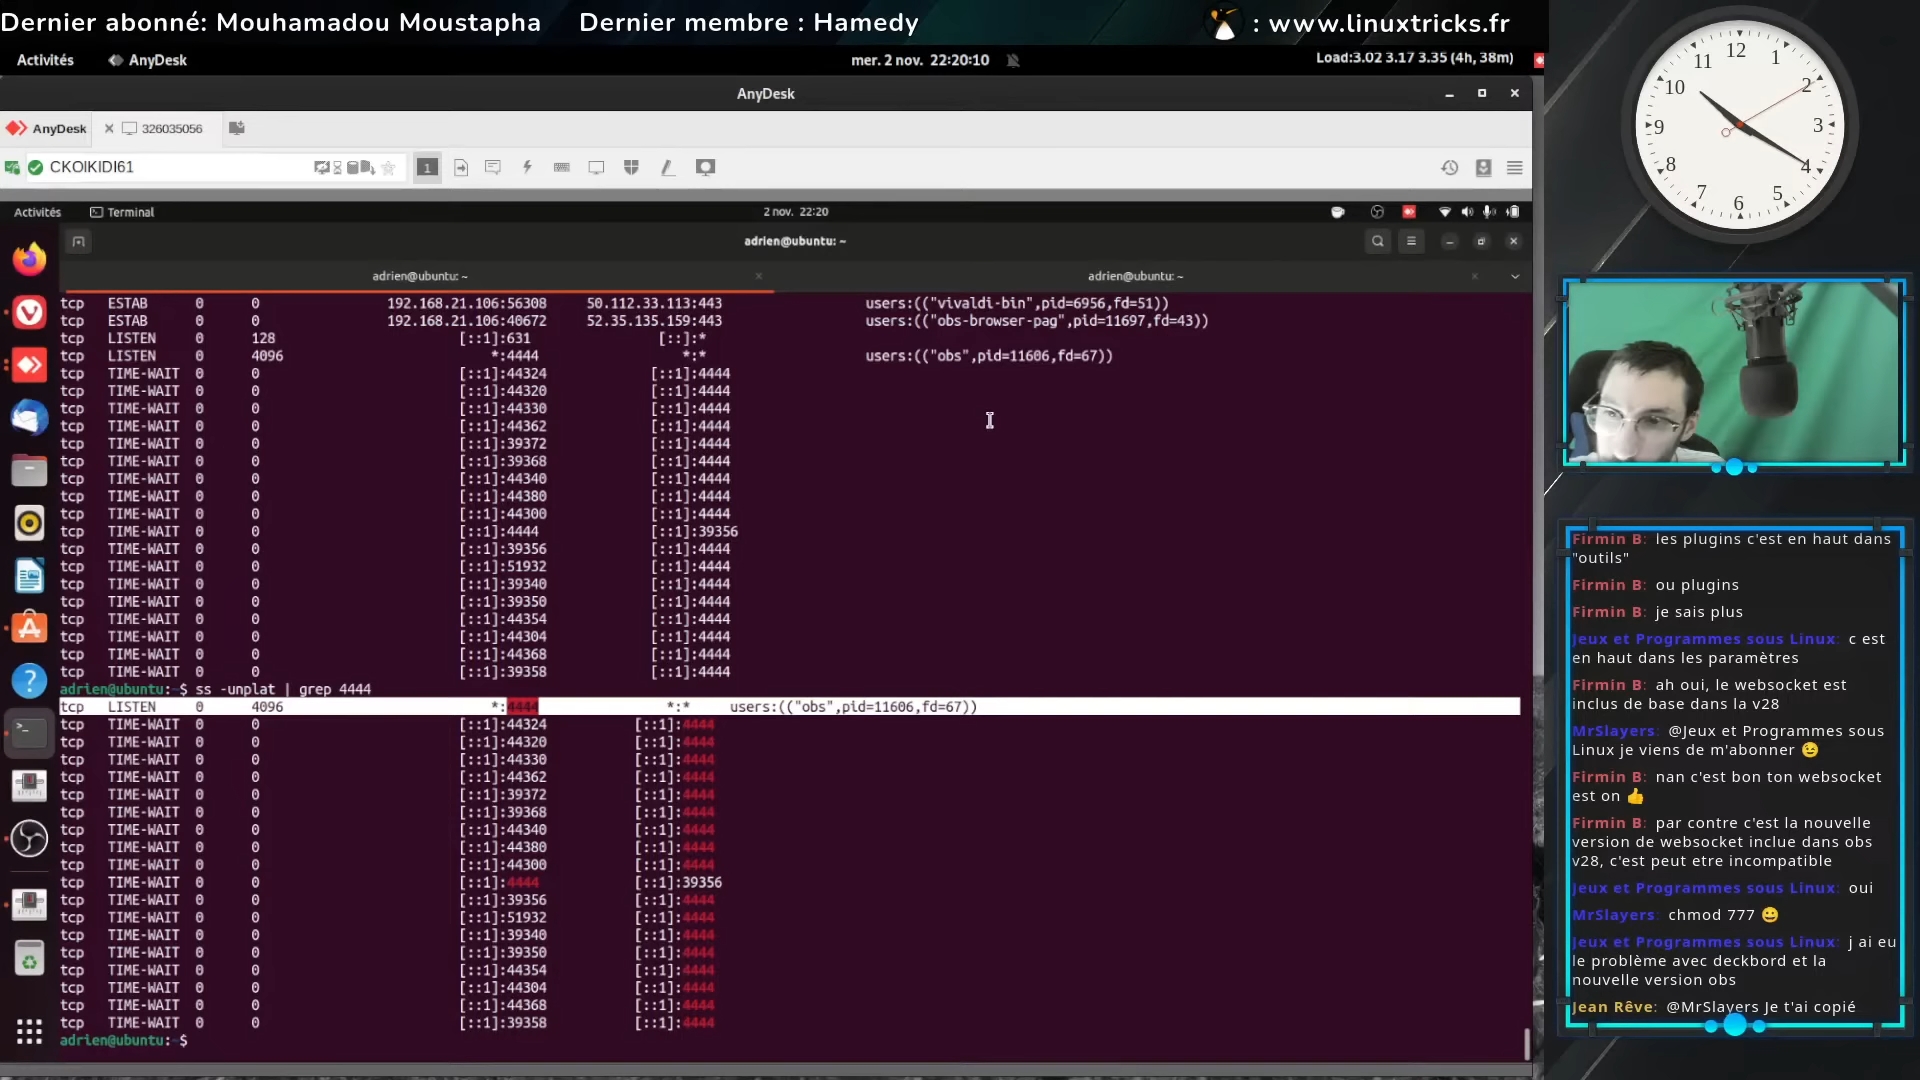 Dernier abonné: Mouhamadou Moustapha Dernier membre : Hamedy : www.linuxtricks.fr
Activités AnyDesk mer. 2 nov. 22:20:10 Load:3.02 3.17 3.35 (4h, 38m)
AnyDesk
AnyDesk 326035056
CKOIKIDI61 1
Activités Terminal 2 nov. 22:20
adrien@ubuntu: ~
adrien@ubuntu: ~ adrien@ubuntu: ~
tcp ESTAB 0 0 192.168.21.106:56308 50.112.33.113:443 users:(("vivaldi-bin",pid=6956,fd=51))
tcp ESTAB 0 0 192.168.21.106:40672 52.35.135.159:443 users:(("obs-browser-pag",pid=11697,fd=43))
tcp LISTEN 0 128 [::1]:631 [::]:*
tcp LISTEN 0 4096 *:4444 *:* users:(("obs",pid=11606,fd=67))
tcp TIME-WAIT 0 0 [::1]:44324 [::1]:4444
tcp TIME-WAIT 0 0 [::1]:44320 [::1]:4444
tcp TIME-WAIT 0 0 [::1]:44330 [::1]:4444
tcp TIME-WAIT 0 0 [::1]:44362 [::1]:4444
tcp TIME-WAIT 0 0 [::1]:39372 [::1]:4444
tcp TIME-WAIT 0 0 [::1]:39368 [::1]:4444
tcp TIME-WAIT 0 0 [::1]:44340 [::1]:4444
tcp TIME-WAIT 0 0 [::1]:44380 [::1]:4444
tcp TIME-WAIT 0 0 [::1]:44300 [::1]:4444
tcp TIME-WAIT 0 0 [::1]:4444 [::1]:39356
tcp TIME-WAIT 0 0 [::1]:39356 [::1]:4444
tcp TIME-WAIT 0 0 [::1]:51932 [::1]:4444
tcp TIME-WAIT 0 0 [::1]:39340 [::1]:4444
tcp TIME-WAIT 0 0 [::1]:39350 [::1]:4444
tcp TIME-WAIT 0 0 [::1]:44354 [::1]:4444
tcp TIME-WAIT 0 0 [::1]:44304 [::1]:4444
tcp TIME-WAIT 0 0 [::1]:44368 [::1]:4444
tcp TIME-WAIT 0 0 [::1]:39358 [::1]:4444
adrien@ubuntu:~$ ss -unplat | grep 4444
tcp LISTEN 0 4096 *:4444 *:* users:(("obs",pid=11606,fd=67))
tcp TIME-WAIT 0 0 [::1]:44324 [::1]:4444
tcp TIME-WAIT 0 0 [::1]:44320 [::1]:4444
tcp TIME-WAIT 0 0 [::1]:44330 [::1]:4444
tcp TIME-WAIT 0 0 [::1]:44362 [::1]:4444
tcp TIME-WAIT 0 0 [::1]:39372 [::1]:4444
tcp TIME-WAIT 0 0 [::1]:39368 [::1]:4444
tcp TIME-WAIT 0 0 [::1]:44340 [::1]:4444
tcp TIME-WAIT 0 0 [::1]:44380 [::1]:4444
tcp TIME-WAIT 0 0 [::1]:44300 [::1]:4444
tcp TIME-WAIT 0 0 [::1]:4444 [::1]:39356
tcp TIME-WAIT 0 0 [::1]:39356 [::1]:4444
tcp TIME-WAIT 0 0 [::1]:51932 [::1]:4444
tcp TIME-WAIT 0 0 [::1]:39340 [::1]:4444
tcp TIME-WAIT 0 0 [::1]:39350 [::1]:4444
tcp TIME-WAIT 0 0 [::1]:44354 [::1]:4444
tcp TIME-WAIT 0 0 [::1]:44304 [::1]:4444
tcp TIME-WAIT 0 0 [::1]:44368 [::1]:4444
tcp TIME-WAIT 0 0 [::1]:39358 [::1]:4444
adrien@ubuntu:~$
12 1 2 3 4 5 6 7 8 9 10 11
Firmin B: les plugins c'est en haut dans
"outils"
Firmin B: ou plugins
Firmin B: je sais plus
Jeux et Programmes sous Linux: c est
en haut dans les paramètres
Firmin B: ah oui, le websocket est
inclus de base dans la v28
MrSlayers: @Jeux et Programmes sous
Linux je viens de m'abonner 😉
Firmin B: nan c'est bon ton websocket
est on 👍
Firmin B: par contre c'est la nouvelle
version de websocket inclue dans obs
v28, c'est peut etre incompatible
Jeux et Programmes sous Linux: oui
MrSlayers: chmod 777 😀
Jeux et Programmes sous Linux: j ai eu
le problème avec deckbord et la
nouvelle version obs
Jean Rêve: @MrSlayers Je t'ai copié